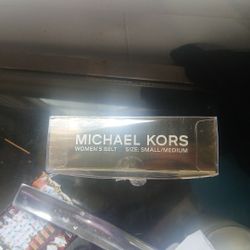 MICHAEL KORS
WOMEN'S BELT SIZE: SMALL/MEDIUM